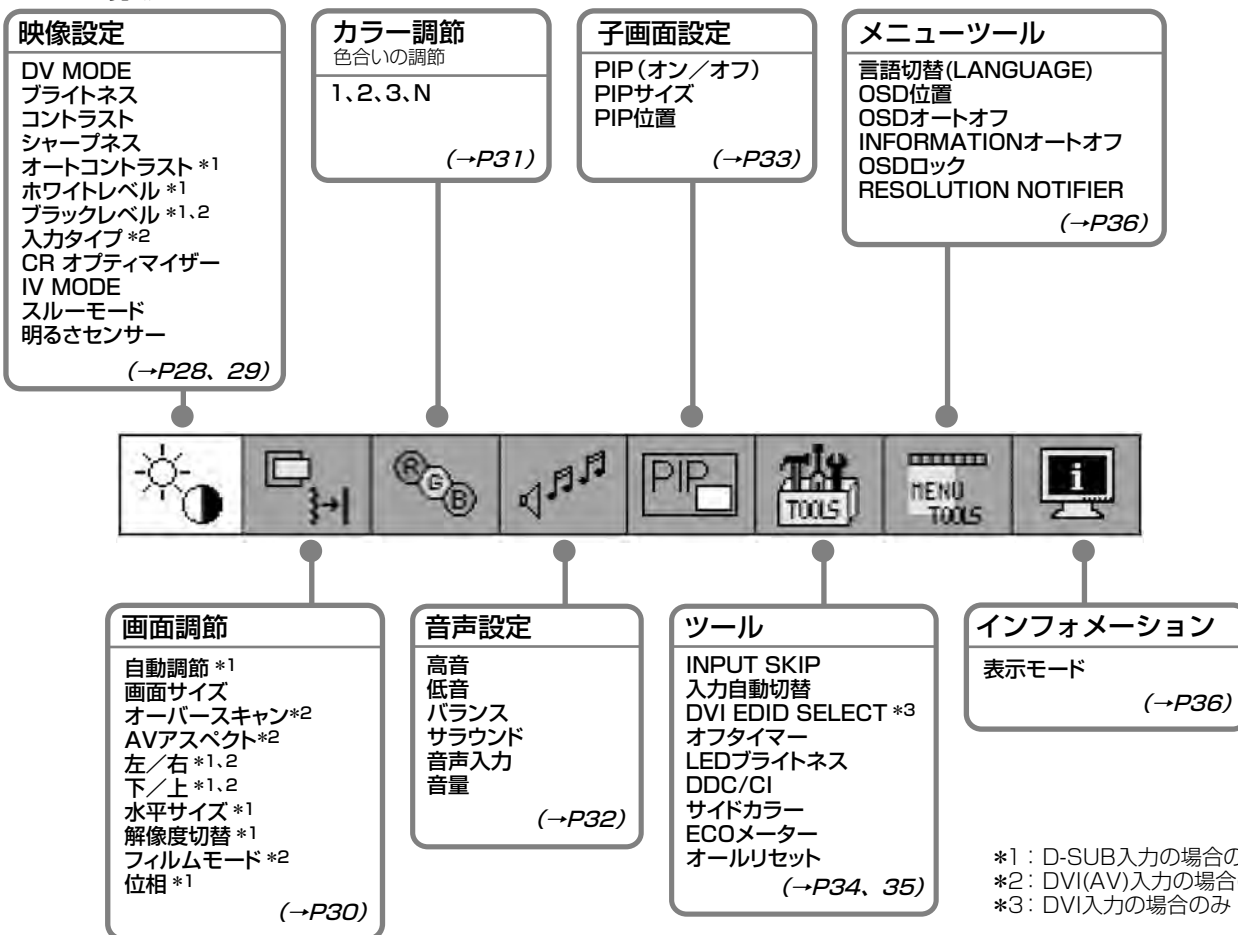 映像設定
DV MODE
ブライトネス
コントラスト
シャープネス
オートコントラスト *1
ホワイトレベル *1
ブラックレベル *1、2
入力タイプ *2
CR オプティマイザー
IV MODE
スルーモード
明るさセンサー
(→P28、29)
カラー調節
色合いの調節
1、2、3、N
(→P31)
子画面設定
PIP(オン/オフ)
PIPサイズ
PIP位置
(→P33)
メニューツール
言語切替(LANGUAGE)
OSD位置
OSDオートオフ
INFORMATIONオートオフ
OSDロック
RESOLUTION NOTIFIER
(→P36)
R G B
PIP
TOOLS
MENU
TOOLS
i
画面調節
自動調節 *1
画面サイズ
オーバースキャン*2
AVアスペクト*2
左/右 *1、2
下/上 *1、2
水平サイズ *1
解像度切替 *1
フィルムモード *2
位相 *1
(→P30)
音声設定
高音
低音
バランス
サラウンド
音声入力
音量
(→P32)
ツール
INPUT SKIP
入力自動切替
DVI EDID SELECT *3
オフタイマー
LEDブライトネス
DDC/CI
サイドカラー
ECOメーター
オールリセット
(→P34、35)
インフォメーション
表示モード
(→P36)
*1:D-SUB入力の場合の
*2:DVI(AV)入力の場合
*3:DVI入力の場合のみ